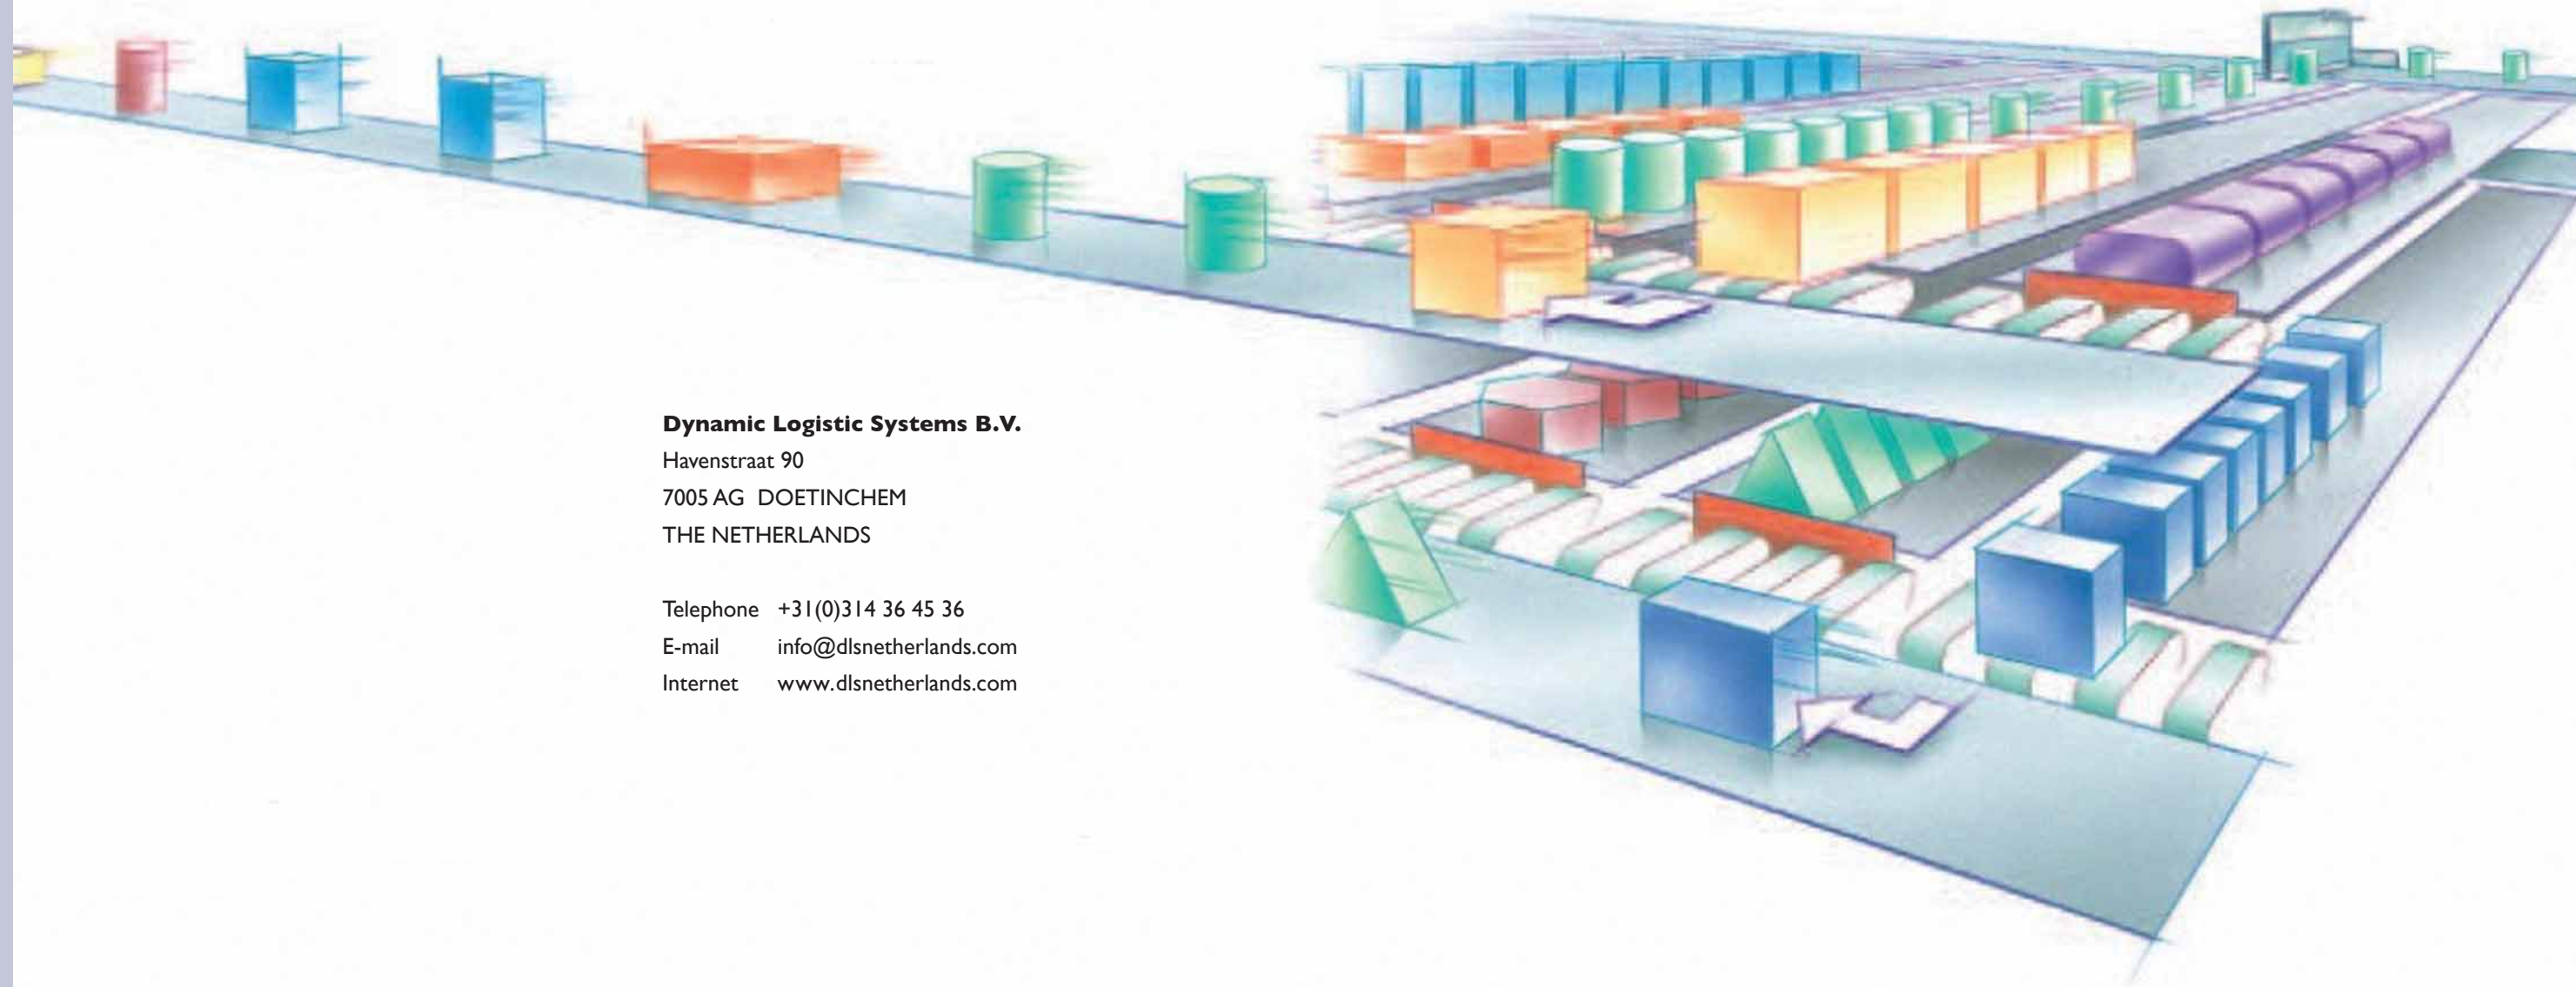 Dynamic Logistic Systems B.V.
Havenstraat 90
7005 AG DOETINCHEM
THE NETHERLANDS
Telephone +31(0)314 36 45 36
E-mail info@dlsnetherlands.com
Internet www.dlsnetherlands.com